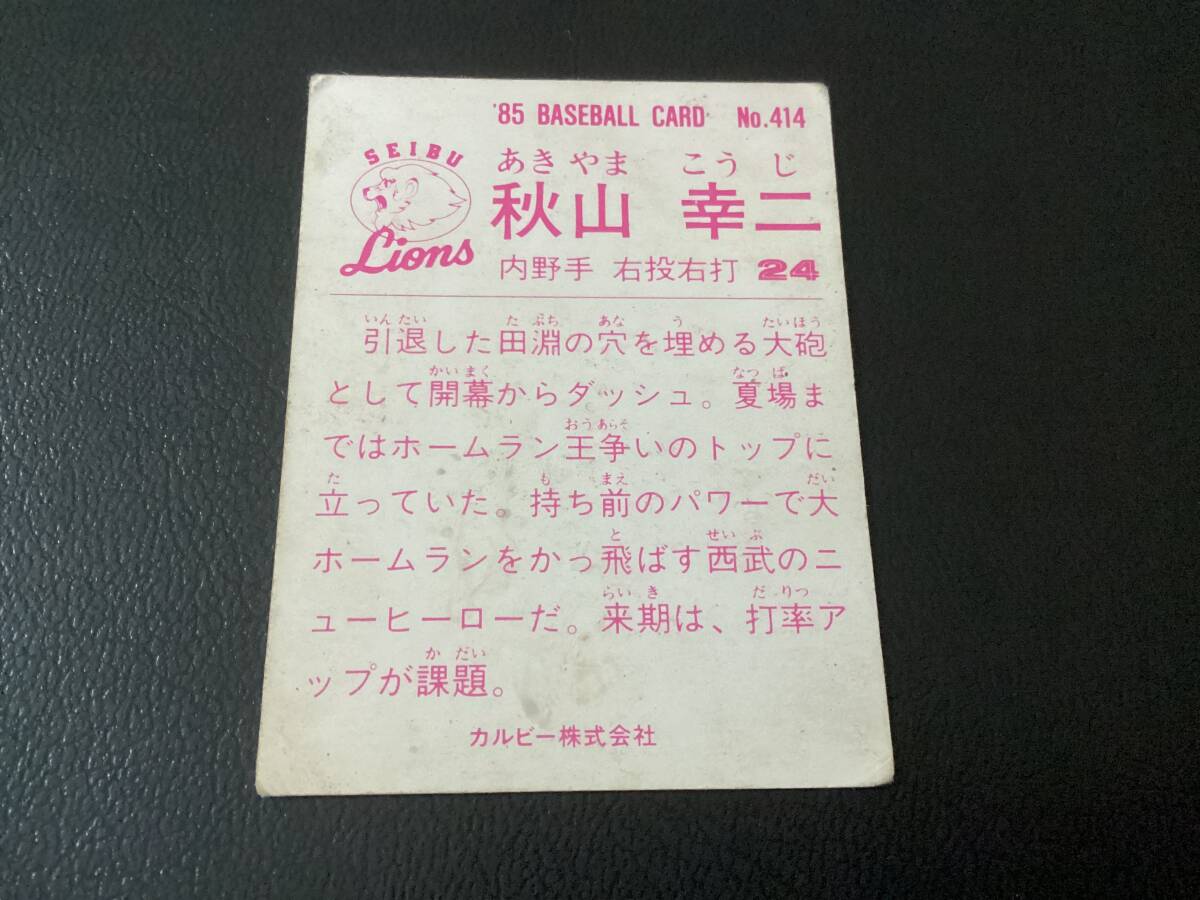 '85 BASEBALL CARD No.414
SEIBU
Lions
あきやま こうじ
秋山 幸二
内野手 右投右打 24
いんたい たぶち あな う たいほう
引退した田淵の穴を埋める大砲
かいまく なつば
として開幕からダッシュ。夏場ま
おうあらそ
ではホームラン王争いのトップに
た も まえ だい
立っていた。持ち前のパワーで大
と せいぶ
ホームランをかっ飛ばす西武のニ
らいき だりつ
ューヒーローだ。来期は、打率ア
かだい
ップが課題。
カルビー株式会社